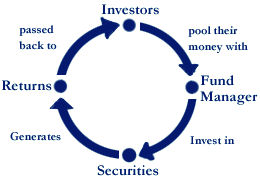 Investors
pool their
money with
Fund
Manager
Invest in
Securities
Generates
Returns
passed
back to